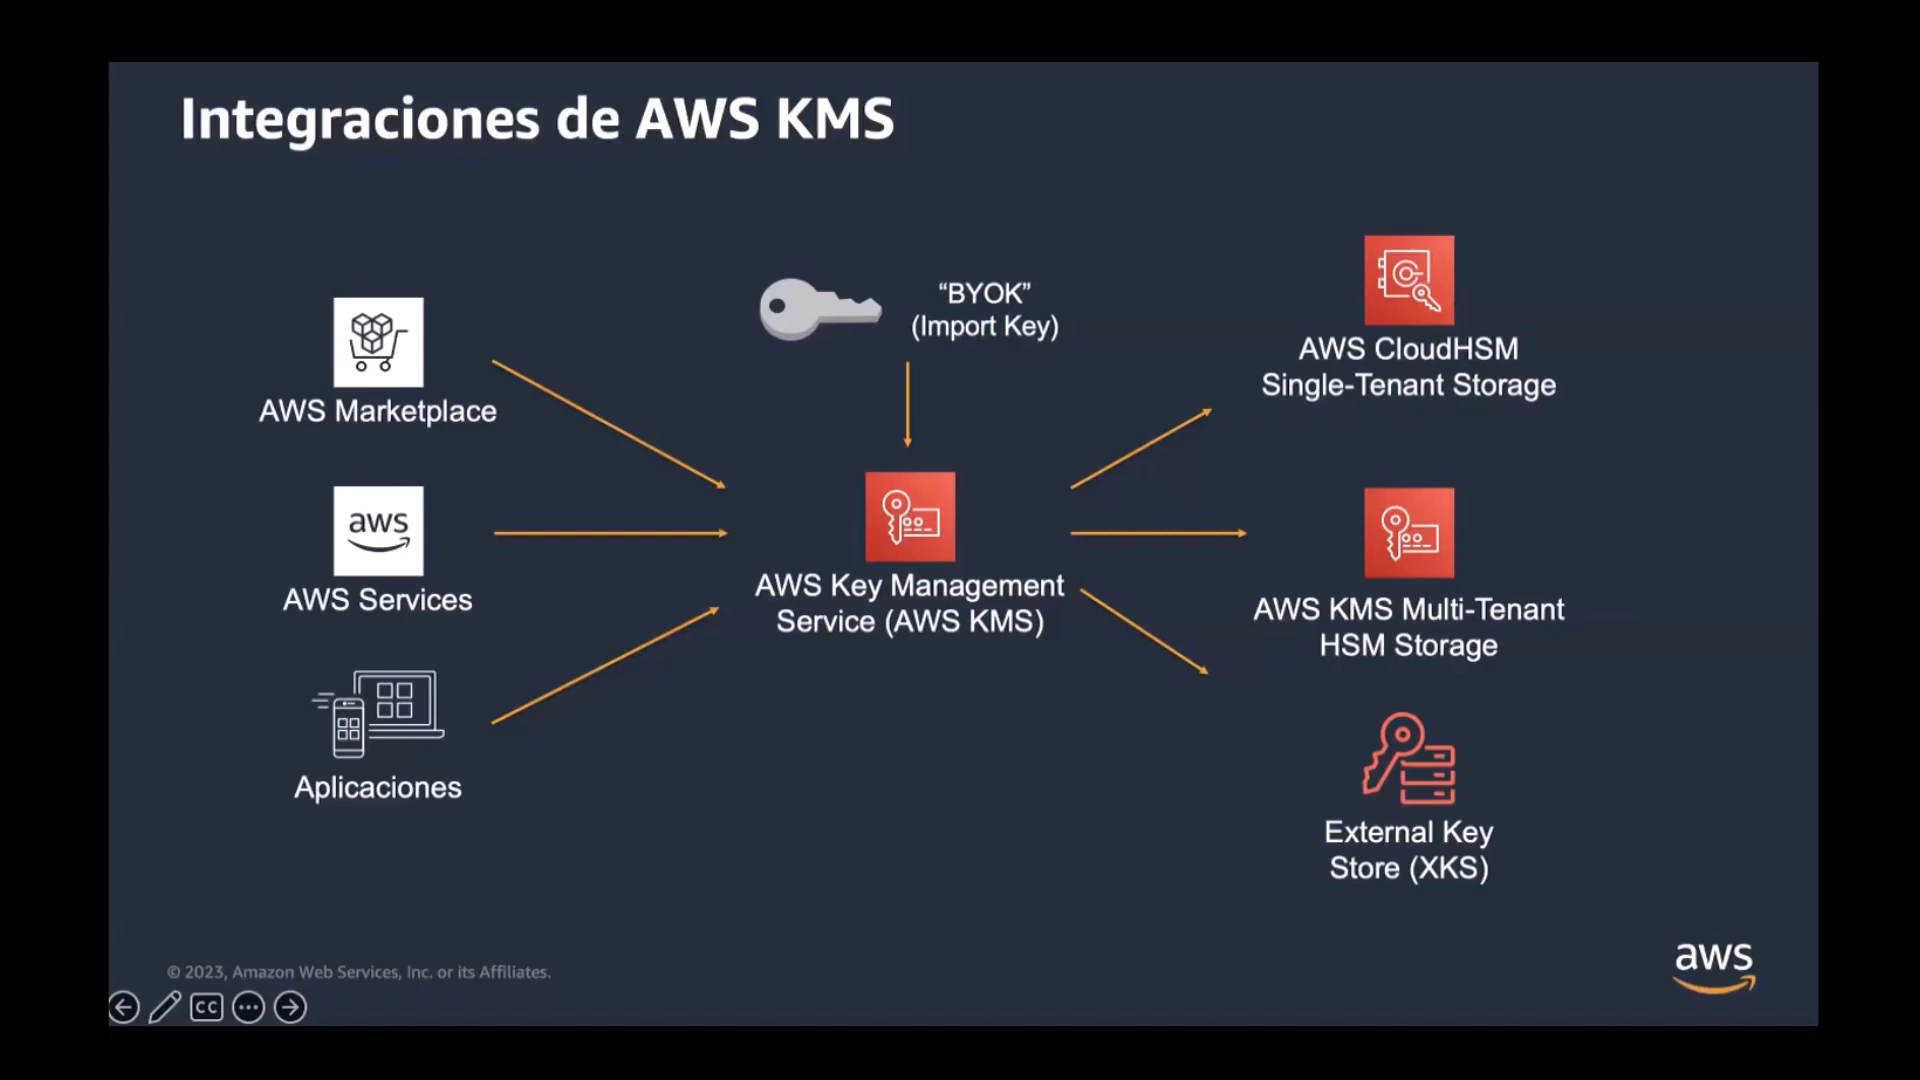 Integraciones de AWS KMS
AWS Marketplace
aws
AWS Services
Aplicaciones
“BYOK”
(Import Key)
AWS Key Management
Service (AWS KMS)
AWS CloudHSM
Single-Tenant Storage
AWS KMS Multi-Tenant
HSM Storage
External Key
Store (XKS)
© 2023, Amazon Web Services, Inc. or its Affiliates.
aws
CC